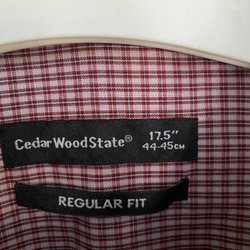 CedarWoodState®
17.5"
44-45CM
REGULAR FIT